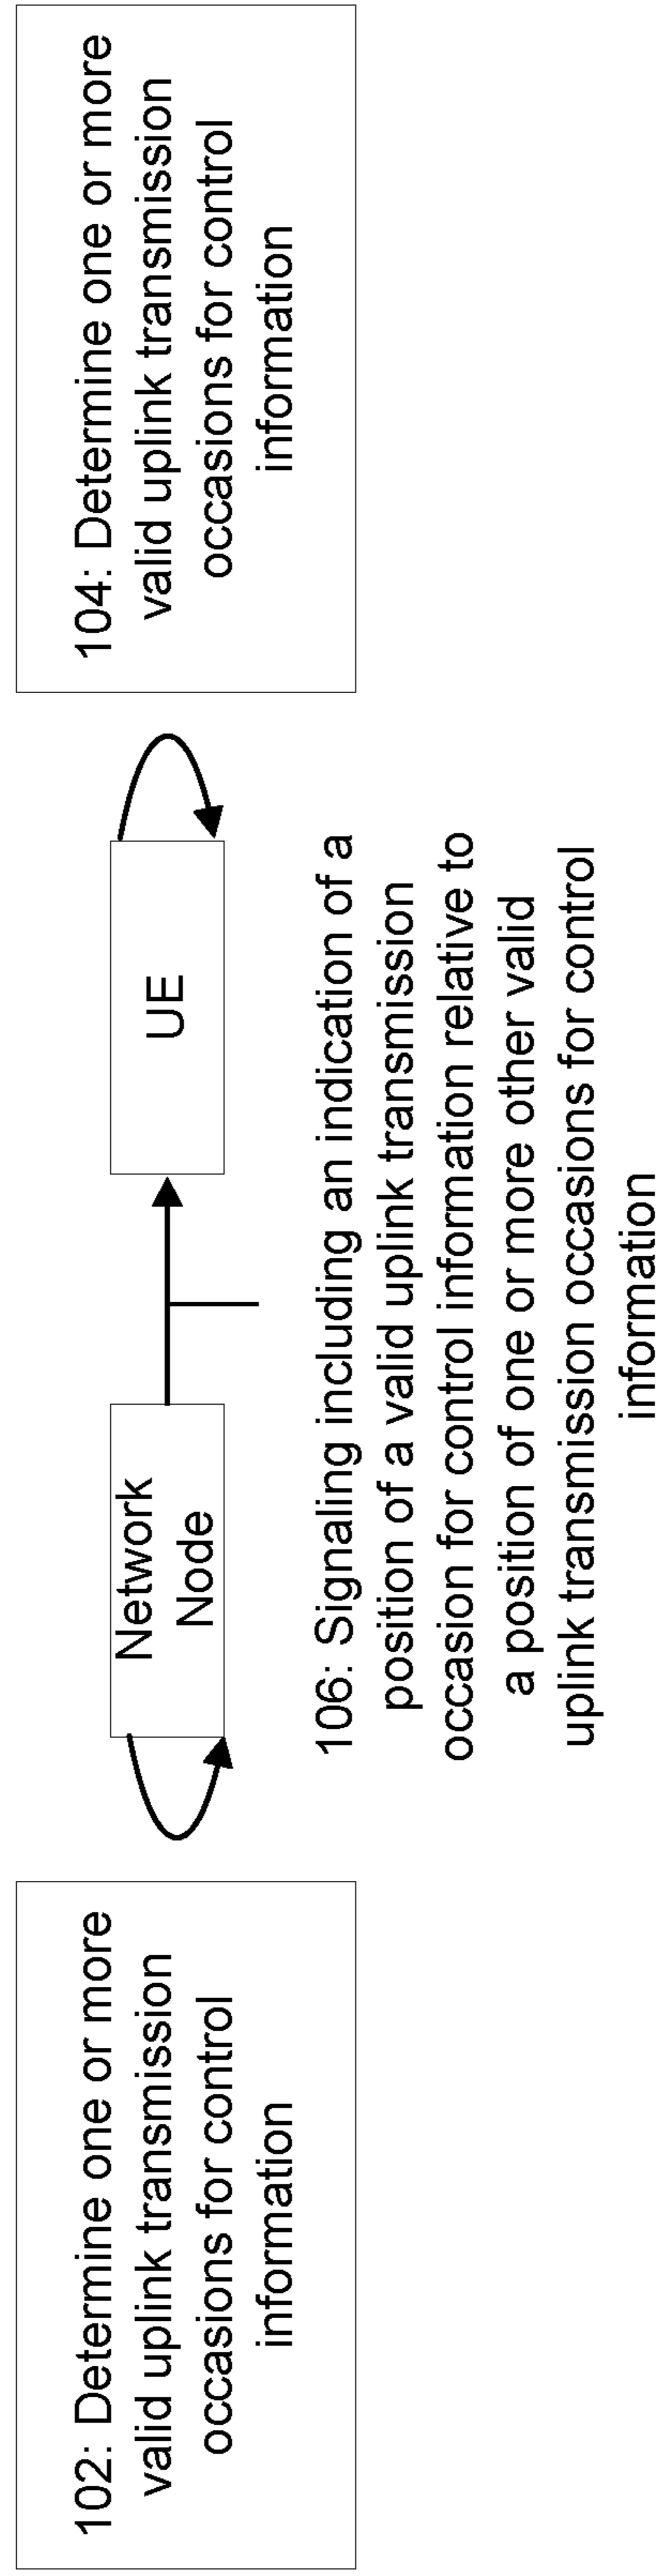 102: Determine one or more
valid uplink transmission
occasions for control
information
Network
Node
UE
104: Determine one or more
valid uplink transmission
occasions for control
information
106: Signaling including an indication of a
position of a valid uplink transmission
occasion for control information relative to
a position of one or more other valid
uplink transmission occasions for control
information